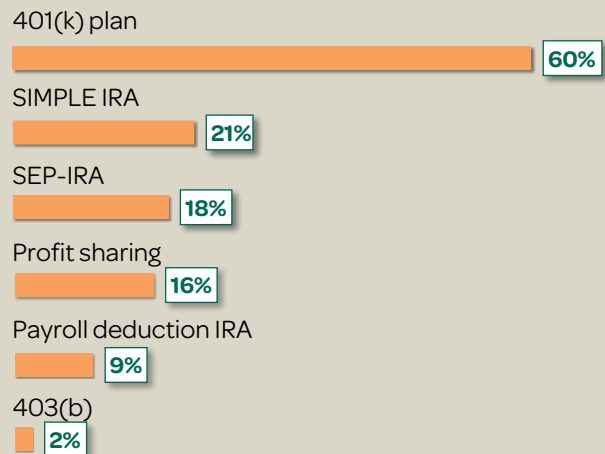 401(k) plan
60%
SIMPLE IRA
21%
SEP-IRA
18%
Profit sharing
16%
Payroll deduction IRA
9%
403(b)
2%